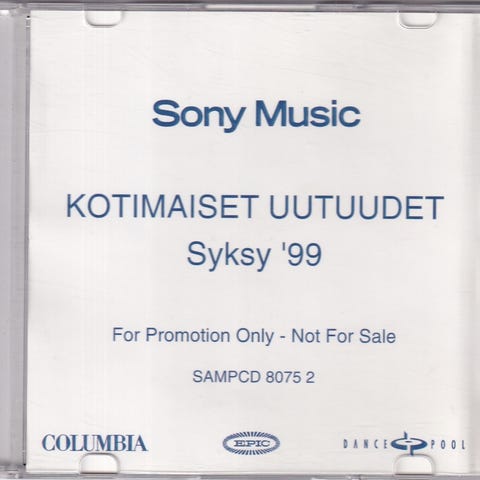 Sony Music
KOTIMAISET UUTUUDET
Syksy '99
For Promotion Only - Not For Sale
SAMPCD 8075 2
COLUMBIA EPIC DANCE POOL